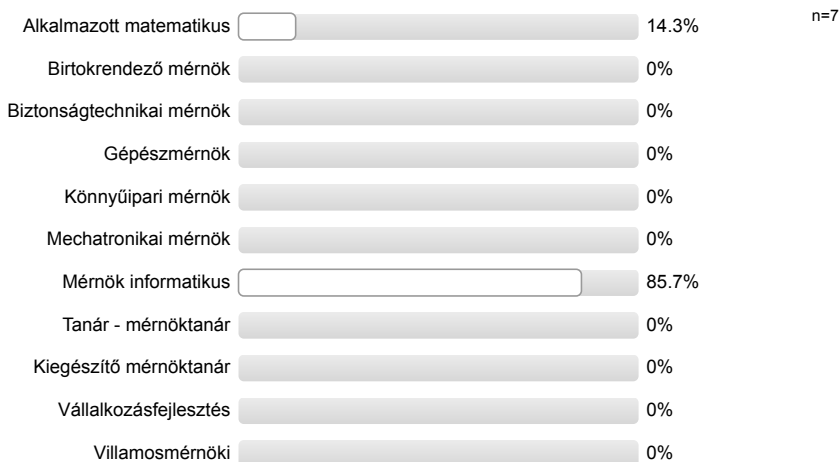 n=7
Alkalmazott matematikus 14.3%
Birtokrendező mérnök 0%
Biztonságtechnikai mérnök 0%
Gépészmérnök 0%
Könnyűipari mérnök 0%
Mechatronikai mérnök 0%
Mérnök informatikus 85.7%
Tanár - mérnöktanár 0%
Kiegészítő mérnöktanár 0%
Vállalkozásfejlesztés 0%
Villamosmérnöki 0%